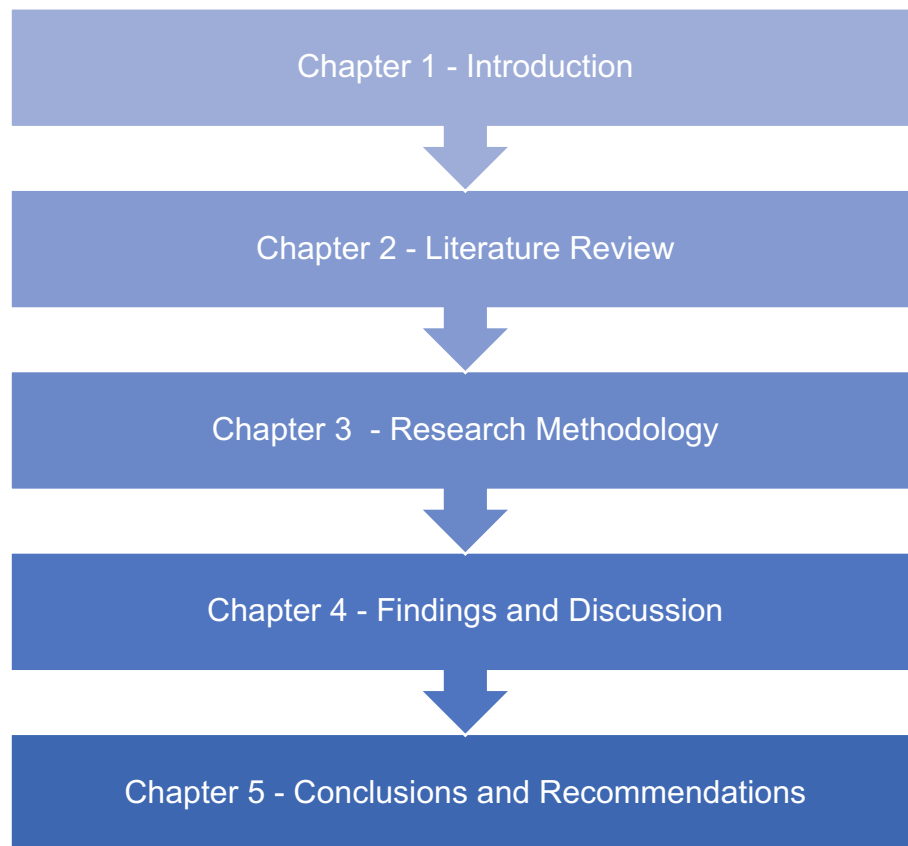 Chapter 1 - Introduction
Chapter 2 - Literature Review
Chapter 3  - Research Methodology
Chapter 4 - Findings and Discussion
Chapter 5 - Conclusions and Recommendations